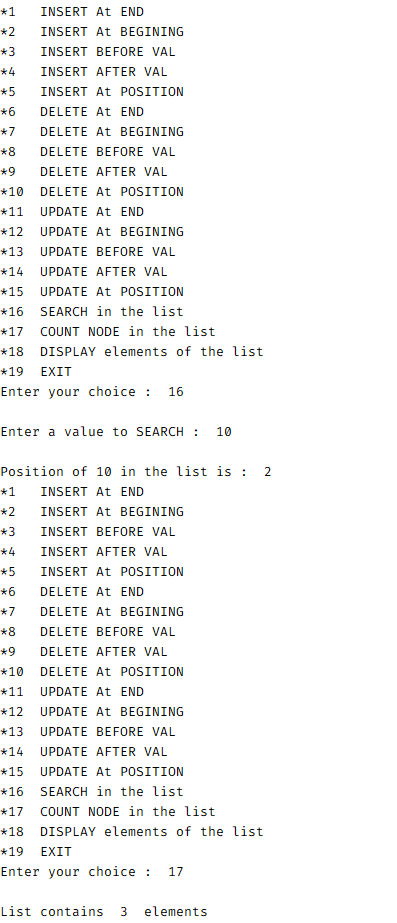 *1   INSERT At END
*2   INSERT At BEGINING
*3   INSERT BEFORE VAL
*4   INSERT AFTER VAL
*5   INSERT At POSITION
*6   DELETE At END
*7   DELETE At BEGINING
*8   DELETE BEFORE VAL
*9   DELETE AFTER VAL
*10  DELETE At POSITION
*11  UPDATE At END
*12  UPDATE At BEGINING
*13  UPDATE BEFORE VAL
*14  UPDATE AFTER VAL
*15  UPDATE At POSITION
*16  SEARCH in the list
*17  COUNT NODE in the list
*18  DISPLAY elements of the list
*19  EXIT
Enter your choice :  16
Enter a value to SEARCH :  10
Position of 10 in the list is :  2
*1   INSERT At END
*2   INSERT At BEGINING
*3   INSERT BEFORE VAL
*4   INSERT AFTER VAL
*5   INSERT At POSITION
*6   DELETE At END
*7   DELETE At BEGINING
*8   DELETE BEFORE VAL
*9   DELETE AFTER VAL
*10  DELETE At POSITION
*11  UPDATE At END
*12  UPDATE At BEGINING
*13  UPDATE BEFORE VAL
*14  UPDATE AFTER VAL
*15  UPDATE At POSITION
*16  SEARCH in the list
*17  COUNT NODE in the list
*18  DISPLAY elements of the list
*19  EXIT
Enter your choice :  17
List contains  3  elements